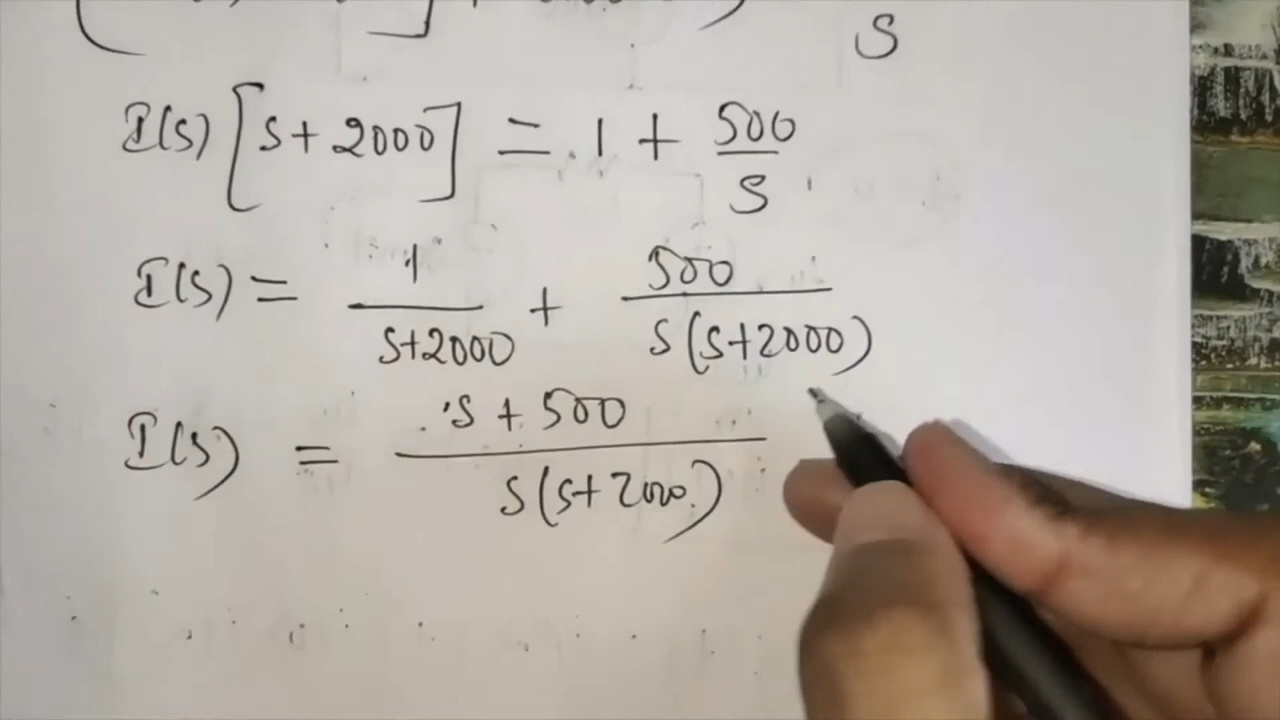 S
I(S) [S + 2000] = 1 + 500/S
I(S) = 1/(S+2000) + 500/(S(S+2000))
I(S) = (S + 500)/(S(S+2000))